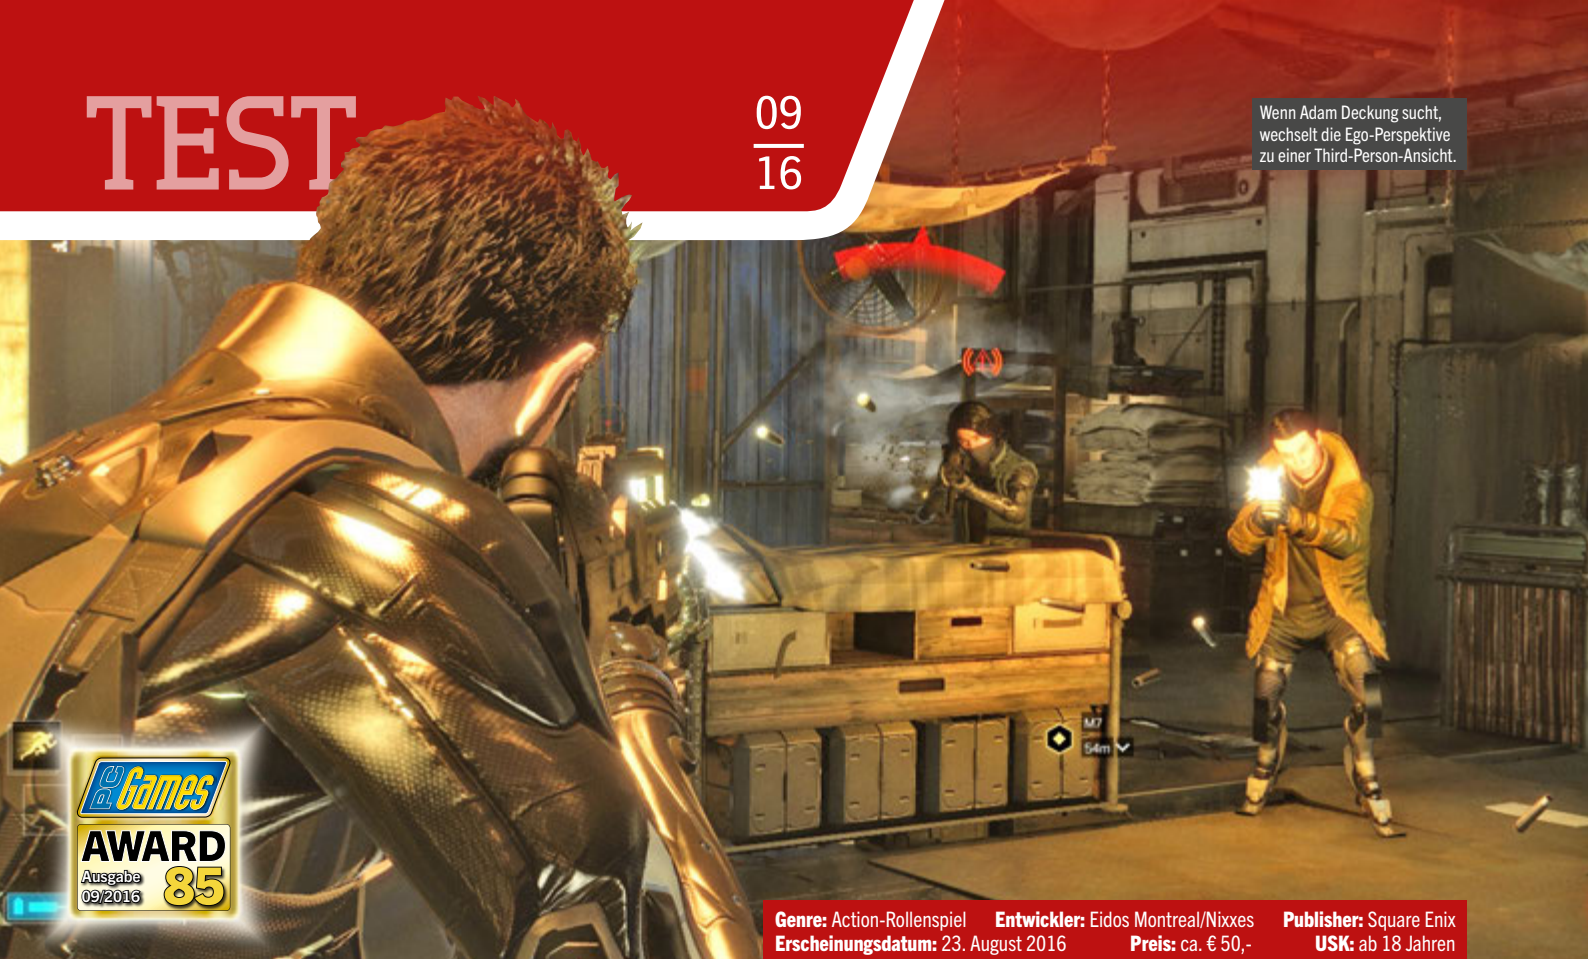 TEST
09
16
Wenn Adam Deckung sucht,
wechselt die Ego-Perspektive
zu einer Third-Person-Ansicht.
M7
54m
PC Games
AWARD
Ausgabe
09/2016
85
Genre: Action-Rollenspiel Entwickler: Eidos Montreal/Nixxes Publisher: Square Enix
Erscheinungsdatum: 23. August 2016 Preis: ca. € 50,- USK: ab 18 Jahren